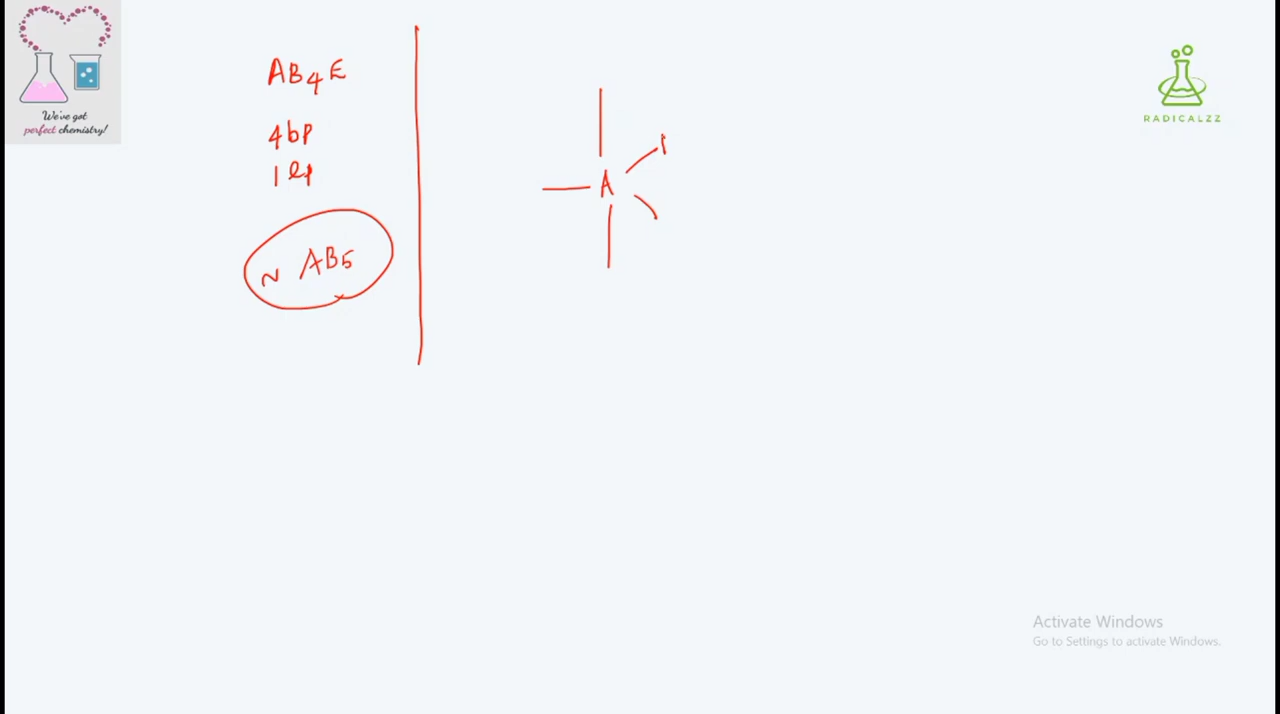 We've got
perfect chemistry!
AB₄E
4bp
1lp
~ AB₅
A
RADICALZZ
Activate Windows
Go to Settings to activate Windows.